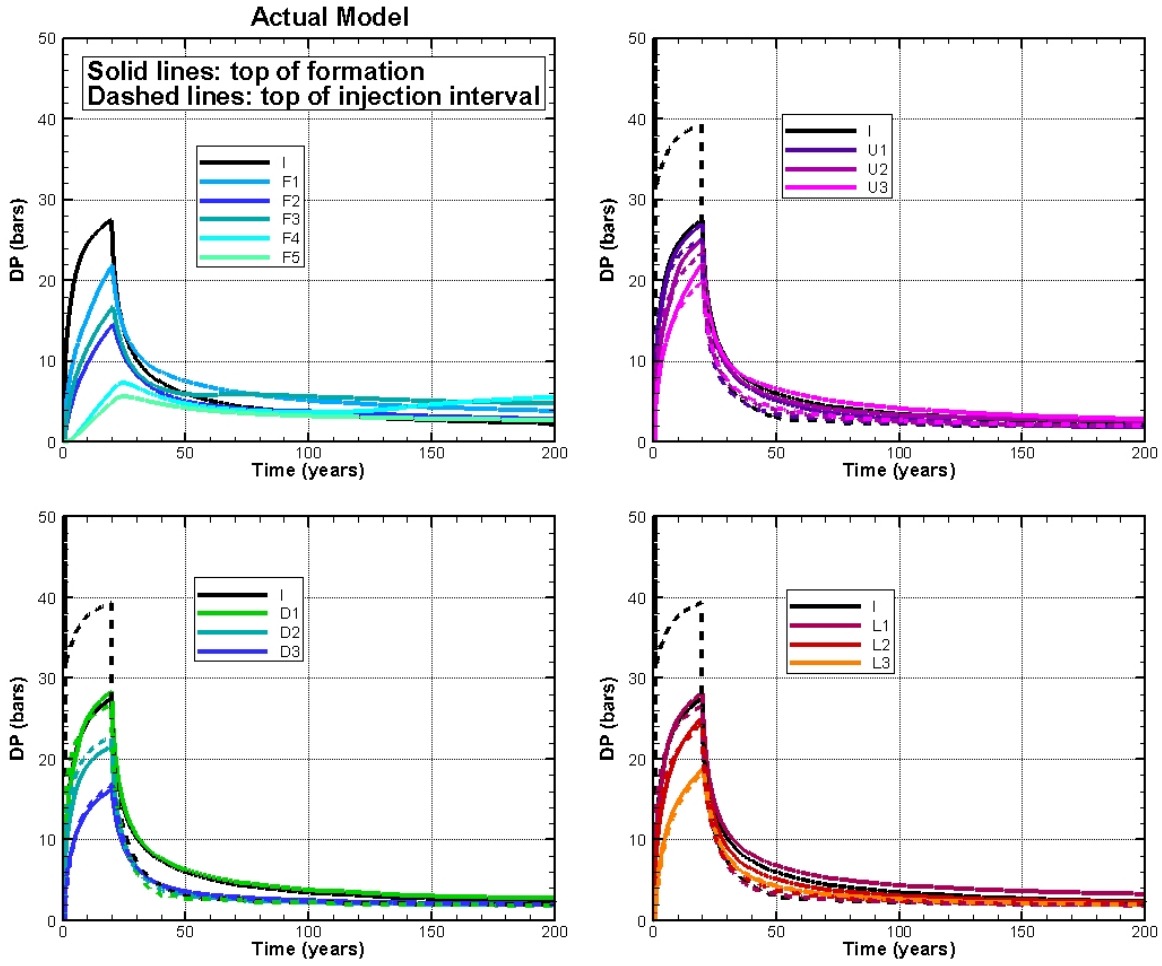 Actual Model
50
Solid lines: top of formation
Dashed lines: top of injection interval
40
I
F1
F2
F3
F4
F5
30
20
10
0
DP (bars)
0 50 100 150 200
Time (years)
50
40
I
U1
U2
U3
30
20
10
0
DP (bars)
0 50 100 150 200
Time (years)
50
40
I
D1
D2
D3
30
20
10
0
DP (bars)
0 50 100 150 200
Time (years)
50
40
I
L1
L2
L3
30
20
10
0
DP (bars)
0 50 100 150 200
Time (years)